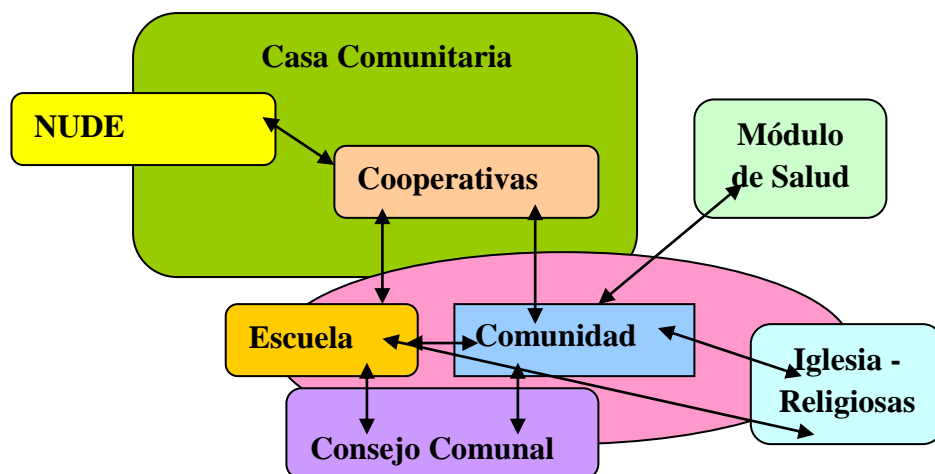 Casa Comunitaria
NUDE
Módulo
de Salud
Cooperativas
Escuela
Comunidad
Iglesia -
Religiosas
Consejo Comunal